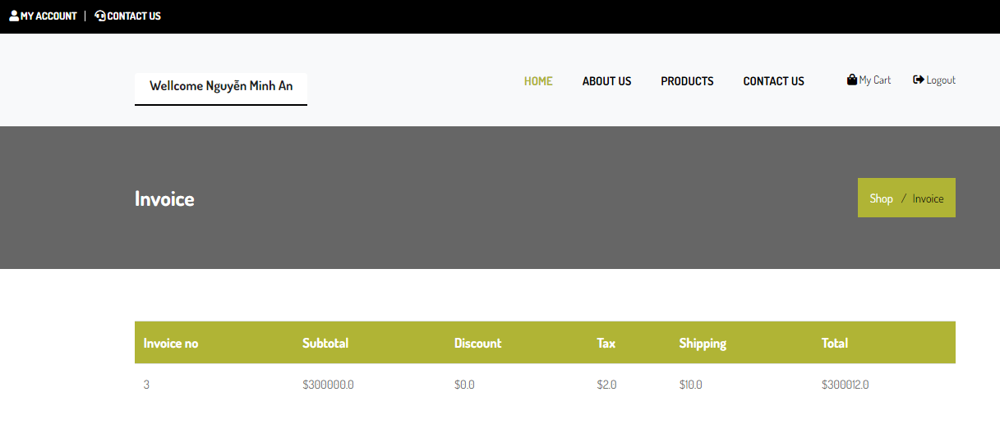 MY ACCOUNT | CONTACT US
Wellcome Nguyễn Minh An HOME ABOUT US PRODUCTS CONTACT US My Cart Logout
Invoice Shop / Invoice
Invoice no Subtotal Discount Tax Shipping Total
3 $300000.0 $0.0 $2.0 $10.0 $300012.0